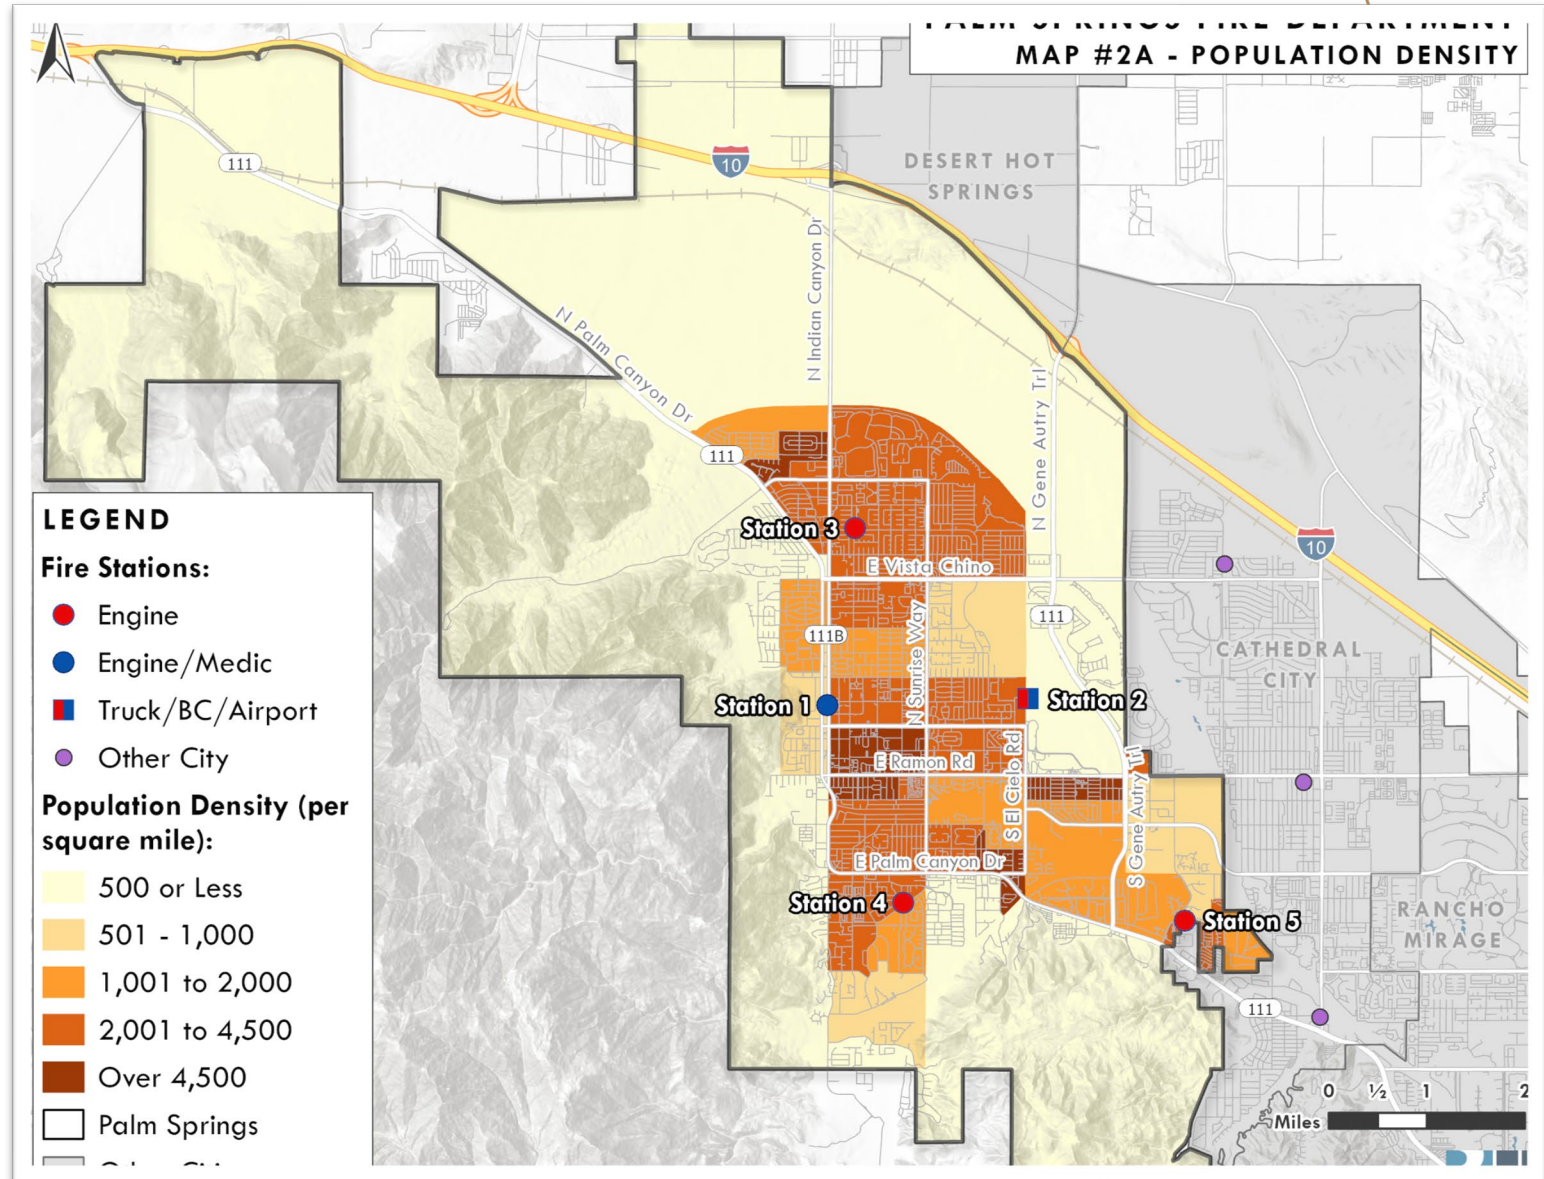 PALM SPRINGS FIRE DEPARTMENT
MAP #2A - POPULATION DENSITY
111
10
DESERT HOT
SPRINGS
N Indian Canyon Dr
N Palm Canyon Dr
N Gene Autry Trl
111
Station 3
E Vista Chino
10
111
111B
N Sunrise Way
CATHEDRAL
CITY
Station 1
Station 2
E Ramon Rd
S El Cielo Rd
S Gene Autry Trl
E Palm Canyon Dr
Station 4
Station 5
RANCHO
MIRAGE
111
LEGEND
Fire Stations:
Engine
Engine/Medic
Truck/BC/Airport
Other City
Population Density (per
square mile):
500 or Less
501 - 1,000
1,001 to 2,000
2,001 to 4,500
Over 4,500
Palm Springs
0 ½ 1 2
Miles